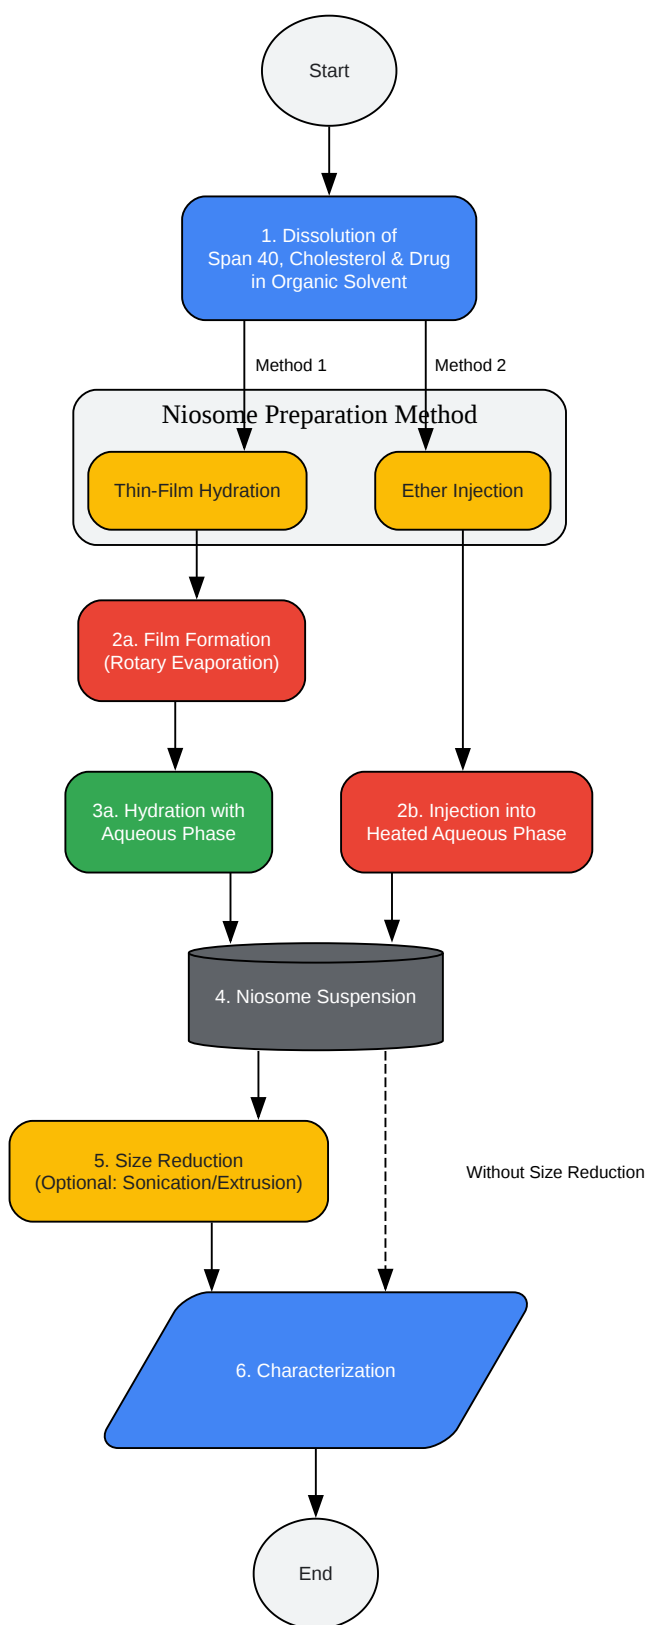 Start
1. Dissolution of
Span 40, Cholesterol & Drug
in Organic Solvent
Method 1
Method 2
Niosome Preparation Method
Thin-Film Hydration
Ether Injection
2a. Film Formation
(Rotary Evaporation)
3a. Hydration with
Aqueous Phase
2b. Injection into
Heated Aqueous Phase
4. Niosome Suspension
5. Size Reduction
(Optional: Sonication/Extrusion)
Without Size Reduction
6. Characterization
End